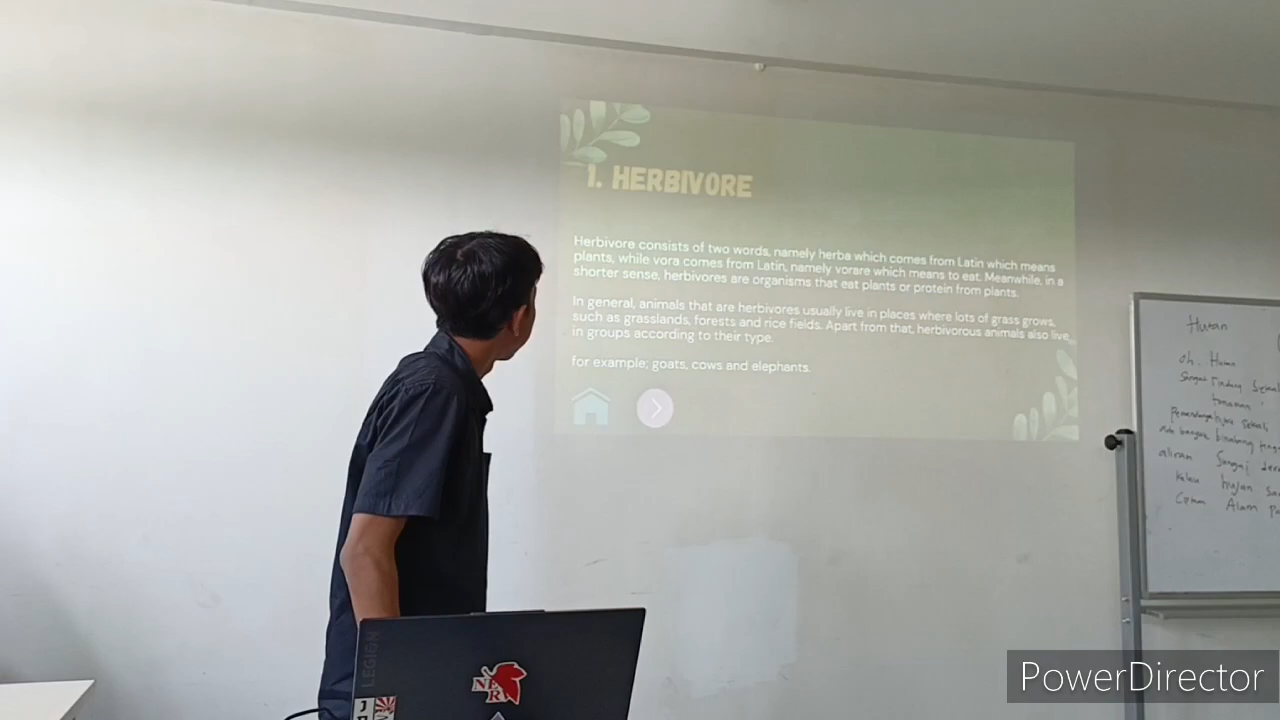 1. HERBIVORE
Herbivore consists of two words, namely herba which comes from Latin which means
plants, while vora comes from Latin, namely vorare which means to eat. Meanwhile, in a
shorter sense, herbivores are organisms that eat plants or protein from plants.
In general, animals that are herbivores usually live in places where lots of grass grows,
such as grasslands, forests and rice fields. Apart from that, herbivorous animals also live
in groups according to their type.
for example; goats, cows and elephants.
Hutan
oh. Hutan
tanaman
aliran Sungai
Kalau hujan
Alam
LEGION
NERV
PowerDirector